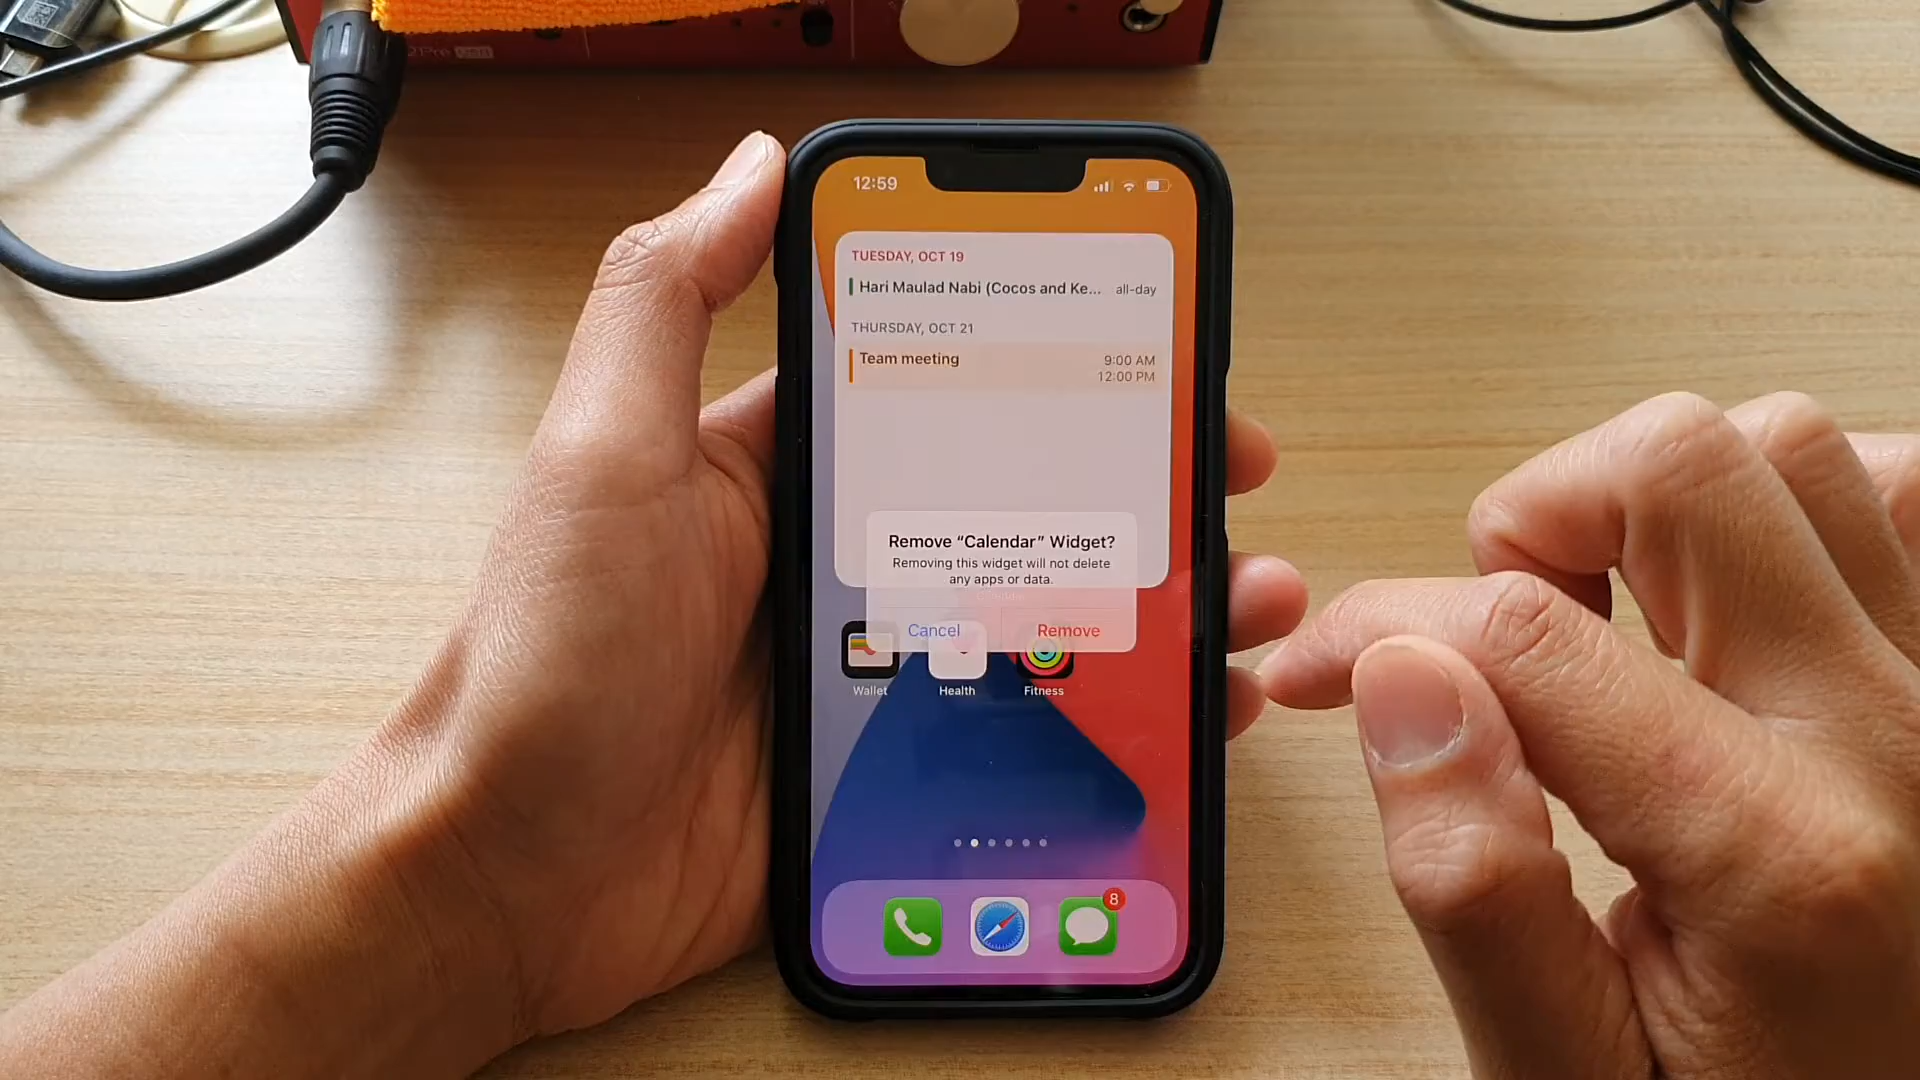 12:59
TUESDAY, OCT 19
Hari Maulad Nabi (Cocos and Ke... all-day
THURSDAY, OCT 21
Team meeting 9:00 AM
12:00 PM
Remove “Calendar” Widget?
Removing this widget will not delete
any apps or data.
Calendar
Cancel Remove
Wallet Health Fitness
8